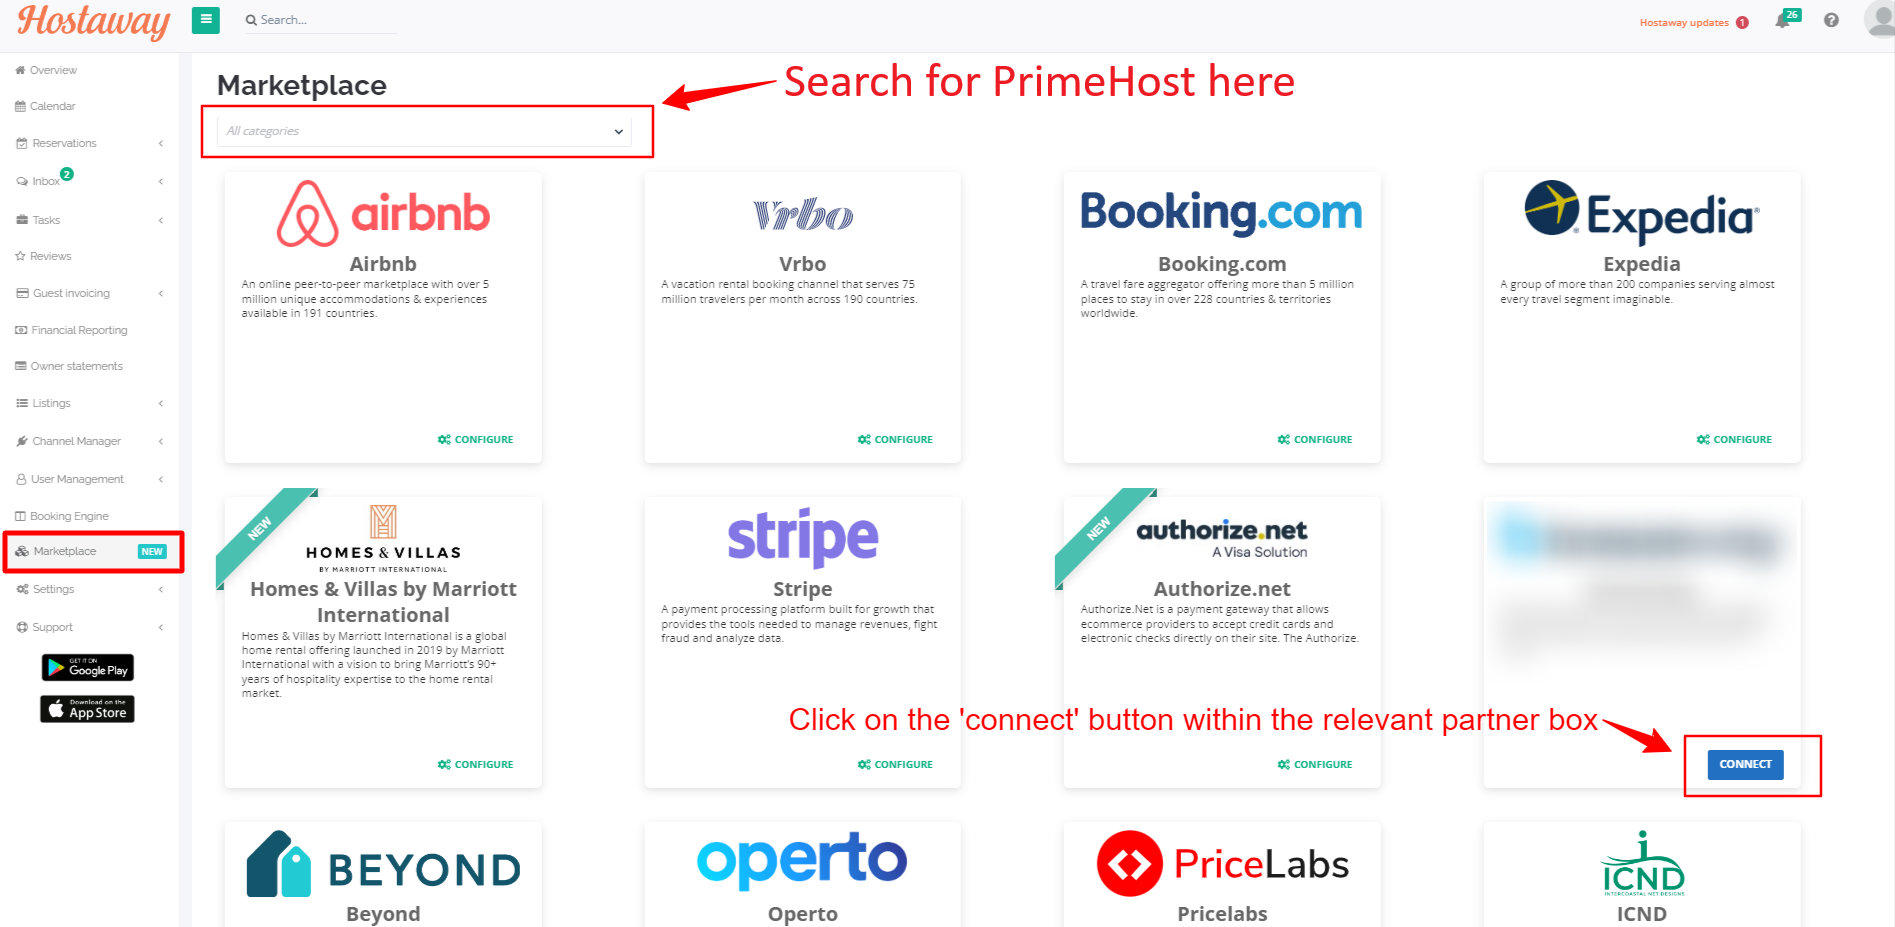 Hostaway
Search...
Hostaway updates 1
26
Overview
Calendar
Reservations
Inbox 2
Tasks
Reviews
Guest invoicing
Financial Reporting
Owner statements
Listings
Channel Manager
User Management
Booking Engine
Marketplace NEW
Settings
Support
GET IT ON
Google Play
Download on the
App Store
Marketplace
Search for PrimeHost here
All categories
airbnb
Airbnb
An online peer-to-peer marketplace with over 5
million unique accommodations & experiences
available in 191 countries.
CONFIGURE
Vrbo
Vrbo
A vacation rental booking channel that serves 75
million travelers per month across 190 countries.
CONFIGURE
Booking.com
Booking.com
A travel fare aggregator offering more than 5 million
places to stay in over 228 countries & territories
worldwide.
CONFIGURE
Expedia®
Expedia
A group of more than 200 companies serving almost
every travel segment imaginable.
CONFIGURE
NEW
HOMES & VILLAS
BY MARRIOTT INTERNATIONAL
Homes & Villas by Marriott
International
Homes & Villas by Marriott International is a global
home rental offering launched in 2019 by Marriott
International with a vision to bring Marriott's 90+
years of hospitality expertise to the home rental
market.
CONFIGURE
stripe
Stripe
A payment processing platform built for growth that
provides the tools needed to manage revenues, fight
fraud and analyze data.
CONFIGURE
NEW
authorize.net
A Visa Solution
Authorize.net
Authorize.Net is a payment gateway that allows
ecommerce providers to accept credit cards and
electronic checks directly on their site. The Authorize.
CONFIGURE
Click on the 'connect' button within the relevant partner box
CONNECT
BEYOND
Beyond
operto
Operto
PriceLabs
Pricelabs
ICND
INTERCOASTAL NET DESIGNS
ICND